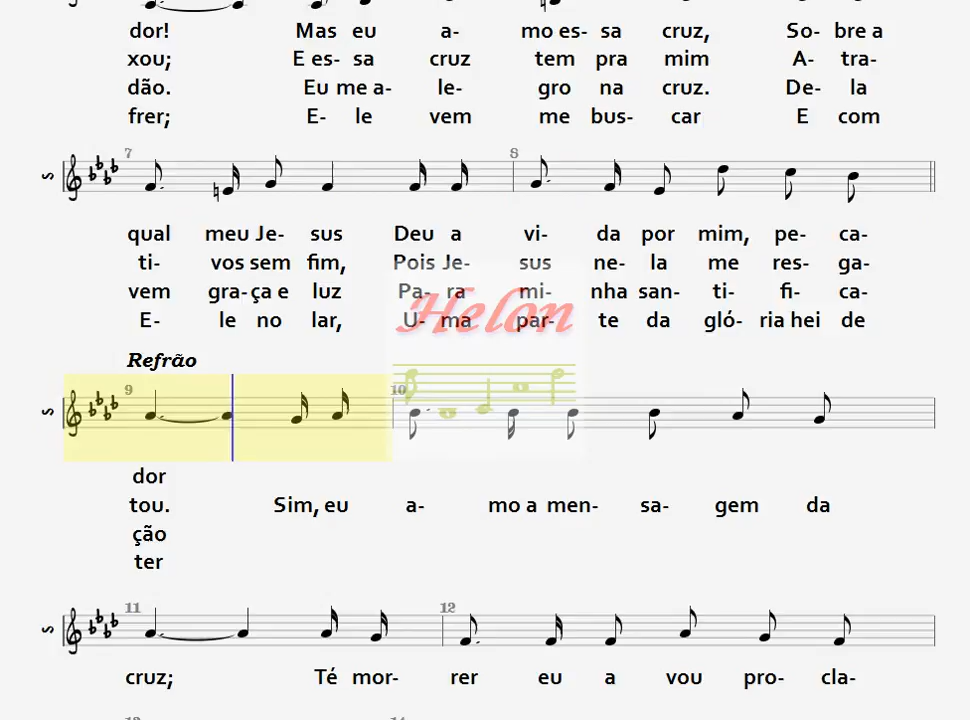 dor! Mas eu a- mo es- sa cruz, So- bre a
xou; E es- sa cruz tem pra mim A- tra-
dão. Eu me a- le- gro na cruz. De- la
frer; E- le vem me bus- car E com
7 8
S
qual meu Je- sus Deu a vi- da por mim, pe- ca-
ti- vos sem fim, Pois Je- sus ne- la me res- ga-
vem gra- ça e luz Pa- ra mi- nha san- ti- fi- ca-
E- le no lar, U- ma par- te da gló- ria hei de
Helon
Refrão
9 10
S
dor
tou. Sim, eu a- mo a men- sa- gem da
ção
ter
11 12
S
cruz; Té mor- rer eu a vou pro- cla-
13 14